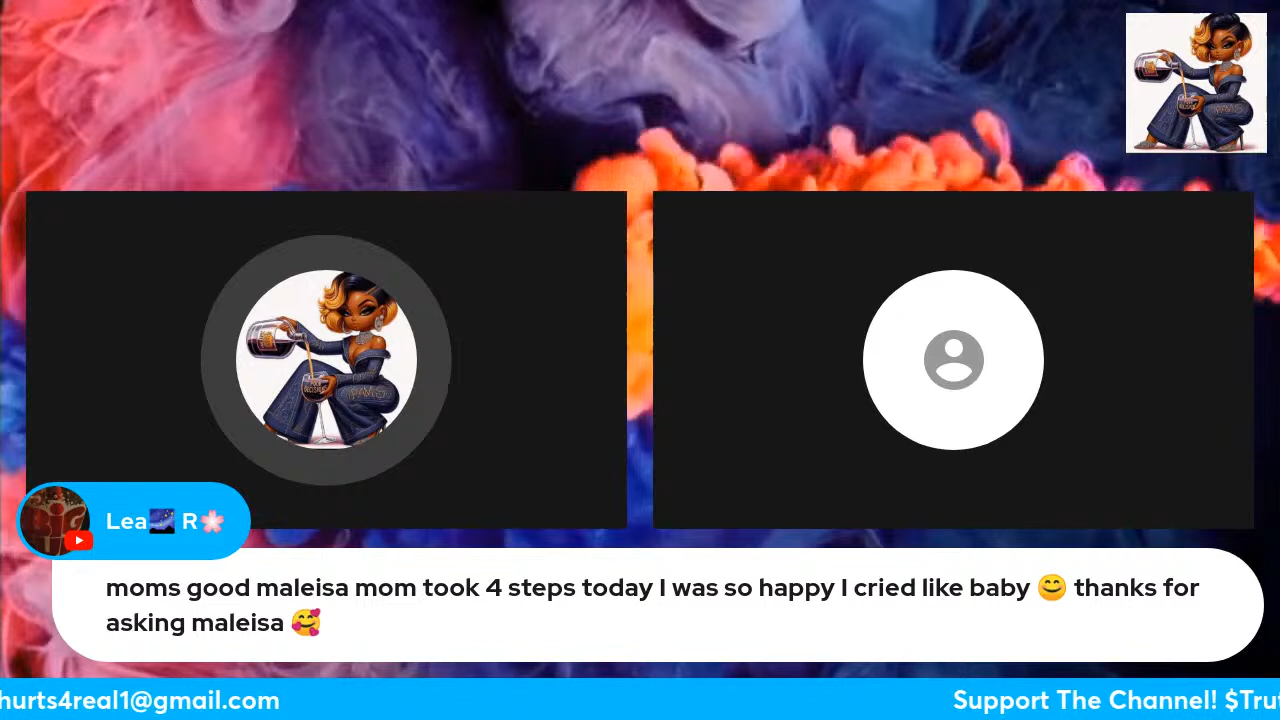 Lea🌌 R🌸
moms good maleisa mom took 4 steps today I was so happy I cried like baby 😊 thanks for
asking maleisa 🥰
hurts4real1@gmail.com
Support The Channel! $Tru